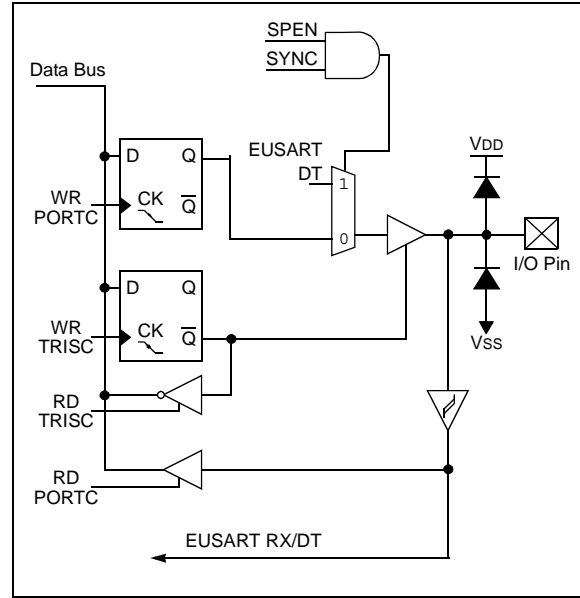 SPEN
SYNC
Data Bus
EUSART
DT
1
0
VDD
D
Q
CK
Q
WR
PORTC
I/O Pin
D
Q
CK
Q
WR
TRISC
VSS
RD
TRISC
RD
PORTC
EUSART RX/DT